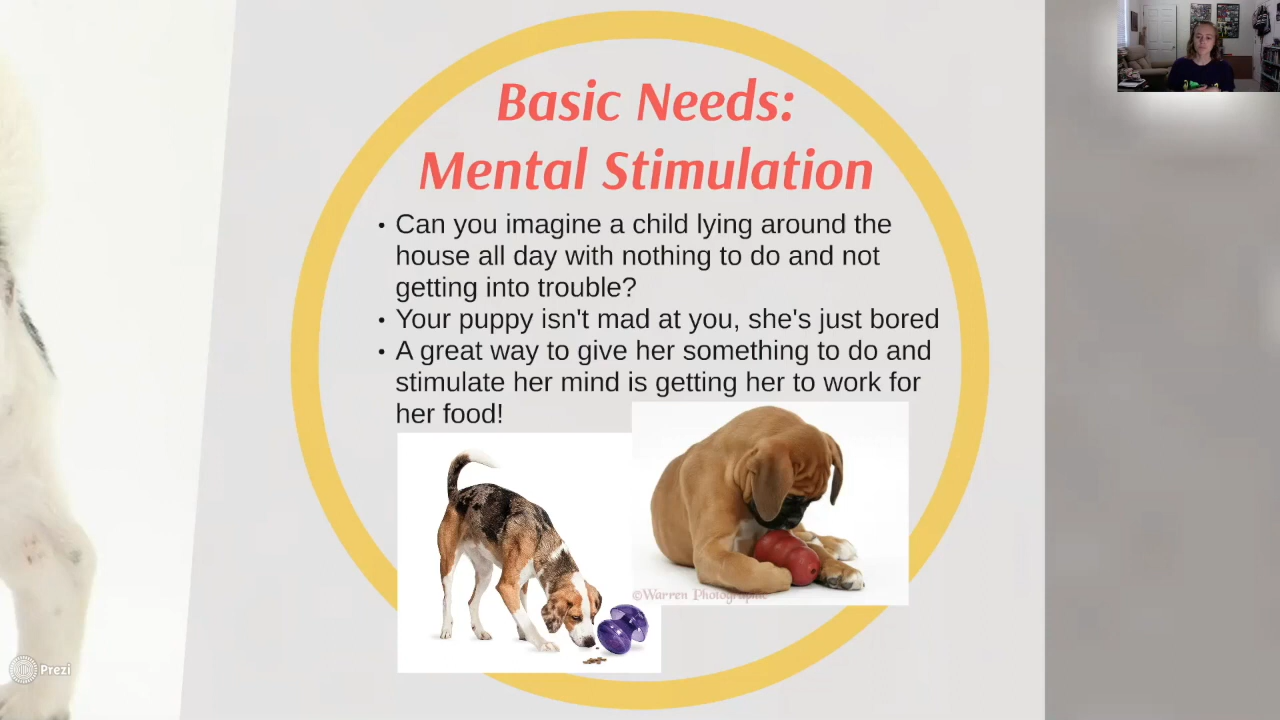 Basic Needs:
Mental Stimulation
• Can you imagine a child lying around the
house all day with nothing to do and not
getting into trouble?
• Your puppy isn't mad at you, she's just bored
• A great way to give her something to do and
stimulate her mind is getting her to work for
her food!
©Warren Photographic
Prezi